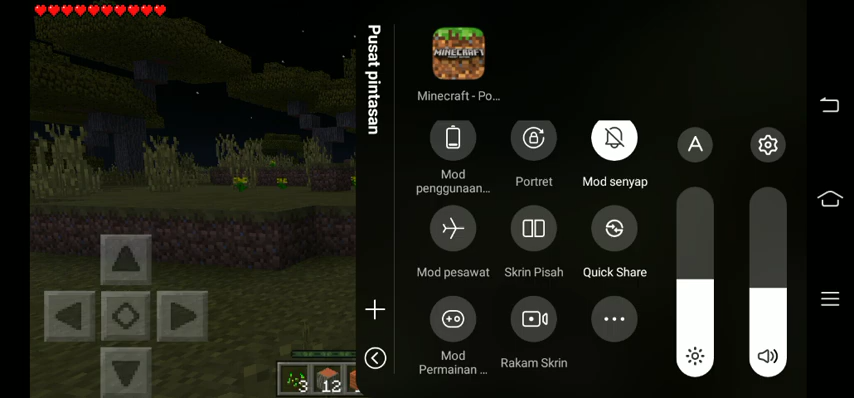 Pusat pintasan
MINECRAFT
Minecraft - Po...
Mod
penggunaan...
Portret
Mod senyap
A
Mod pesawat
Skrin Pisah
Quick Share
Mod
Permainan ...
Rakam Skrin
3
12